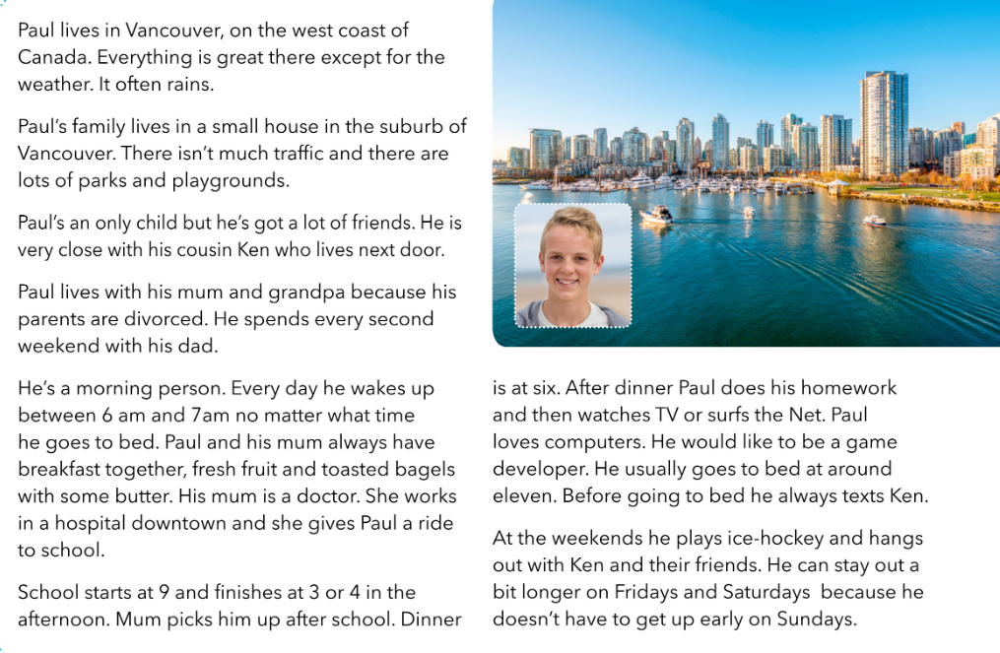 Paul lives in Vancouver, on the west coast of
Canada. Everything is great there except for the
weather. It often rains.
Paul’s family lives in a small house in the suburb of
Vancouver. There isn’t much traffic and there are
lots of parks and playgrounds.
Paul’s an only child but he’s got a lot of friends. He is
very close with his cousin Ken who lives next door.
Paul lives with his mum and grandpa because his
parents are divorced. He spends every second
weekend with his dad.
He’s a morning person. Every day he wakes up
between 6 am and 7am no matter what time
he goes to bed. Paul and his mum always have
breakfast together, fresh fruit and toasted bagels
with some butter. His mum is a doctor. She works
in a hospital downtown and she gives Paul a ride
to school.
School starts at 9 and finishes at 3 or 4 in the
afternoon. Mum picks him up after school. Dinner
is at six. After dinner Paul does his homework
and then watches TV or surfs the Net. Paul
loves computers. He would like to be a game
developer. He usually goes to bed at around
eleven. Before going to bed he always texts Ken.
At the weekends he plays ice-hockey and hangs
out with Ken and their friends. He can stay out a
bit longer on Fridays and Saturdays  because he
doesn’t have to get up early on Sundays.